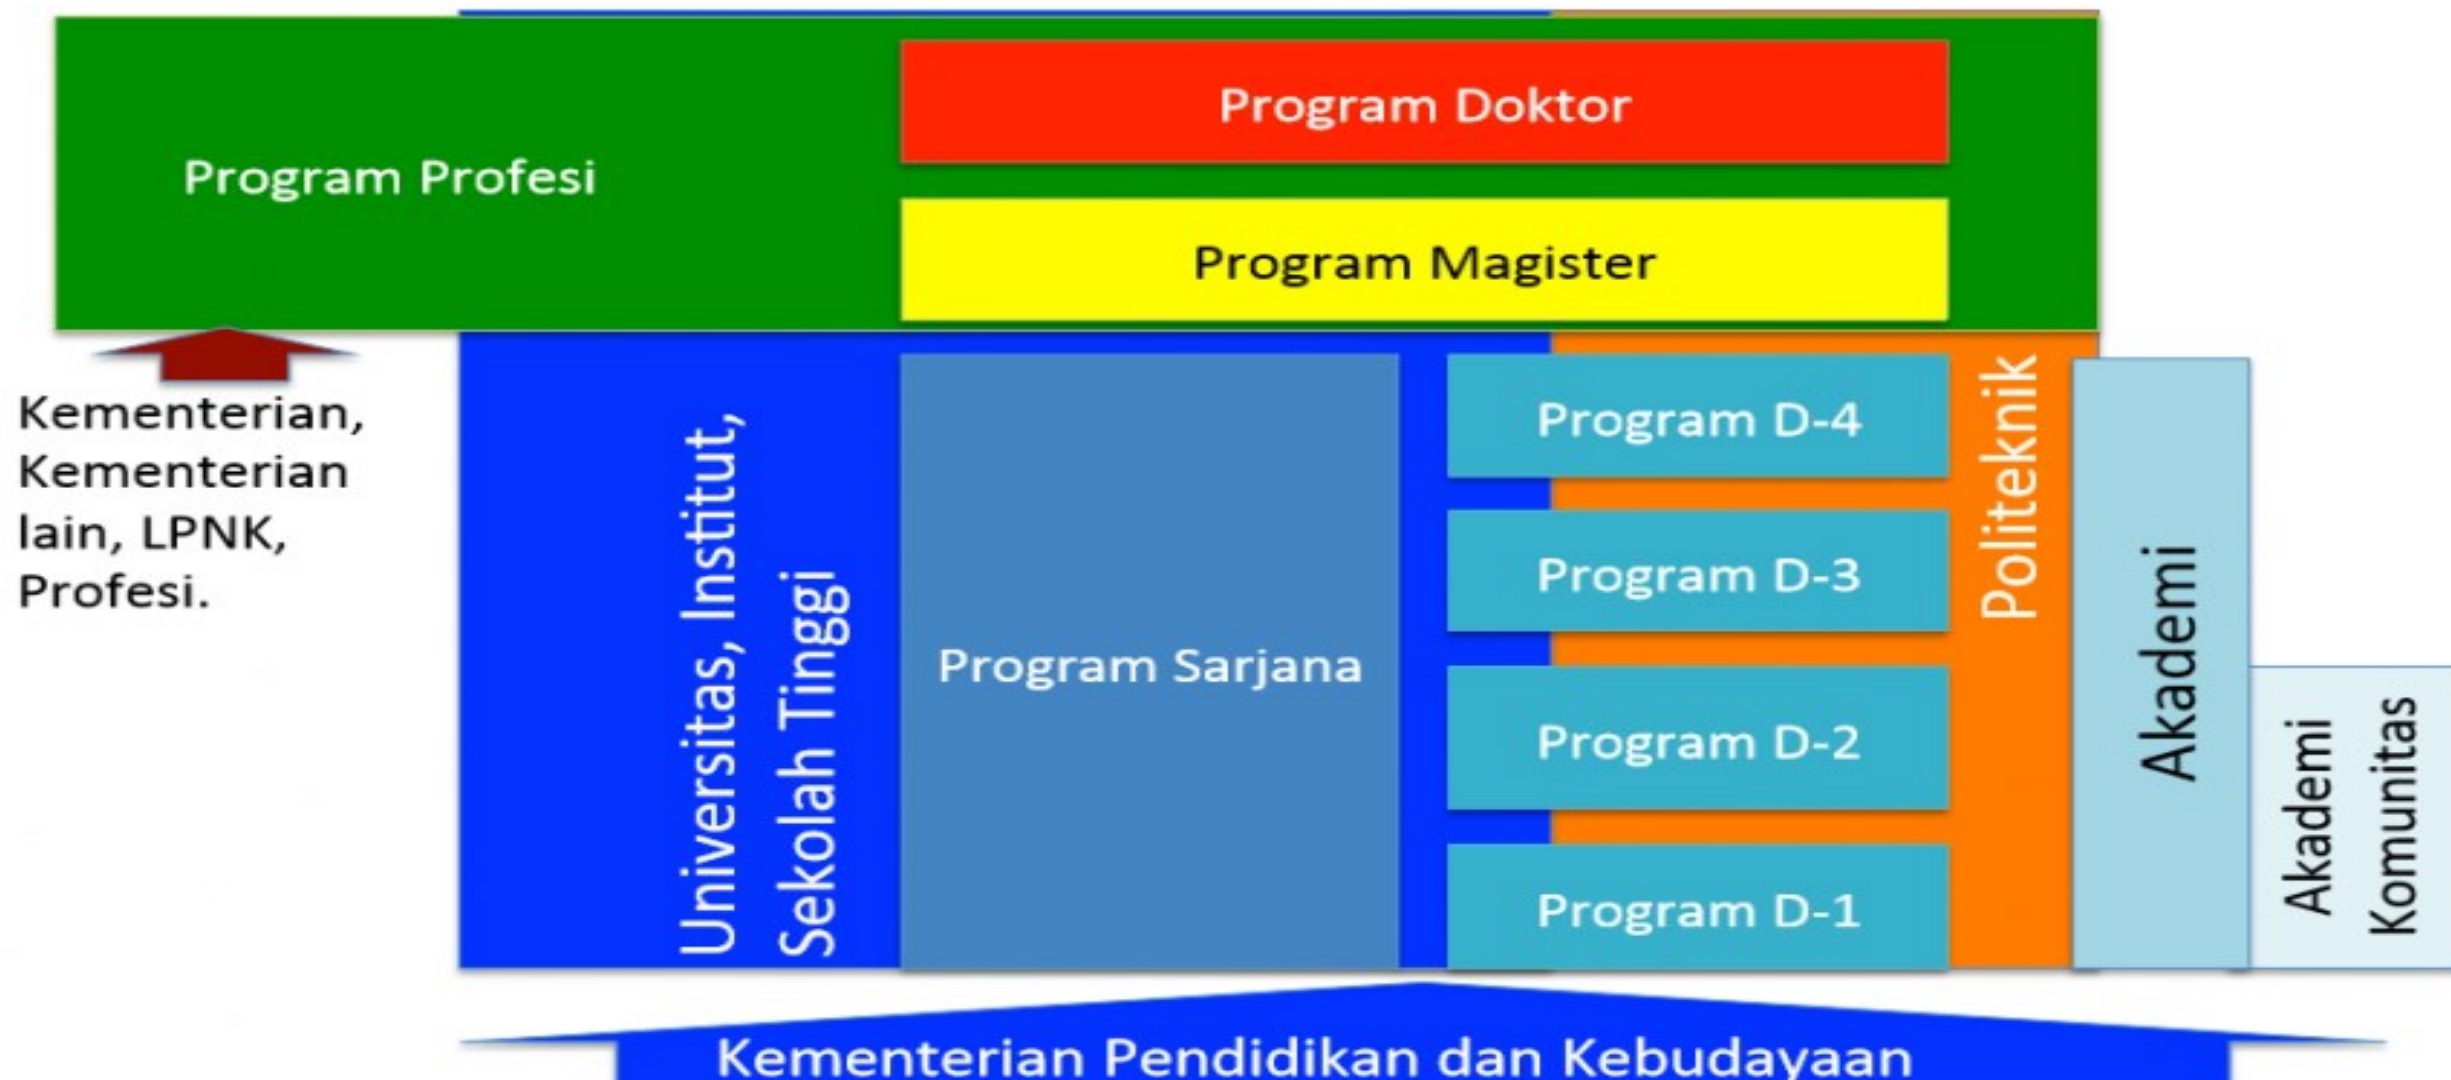 Program Doktor
Program Profesi
Program Magister
Kementerian,
Kementerian
lain, LPNK,
Profesi.
Universitas, Institut,
Sekolah Tinggi
Program Sarjana
Program D-4
Program D-3
Program D-2
Program D-1
Politeknik
Akademi
Akademi
Komunitas
Kementerian Pendidikan dan Kebudayaan